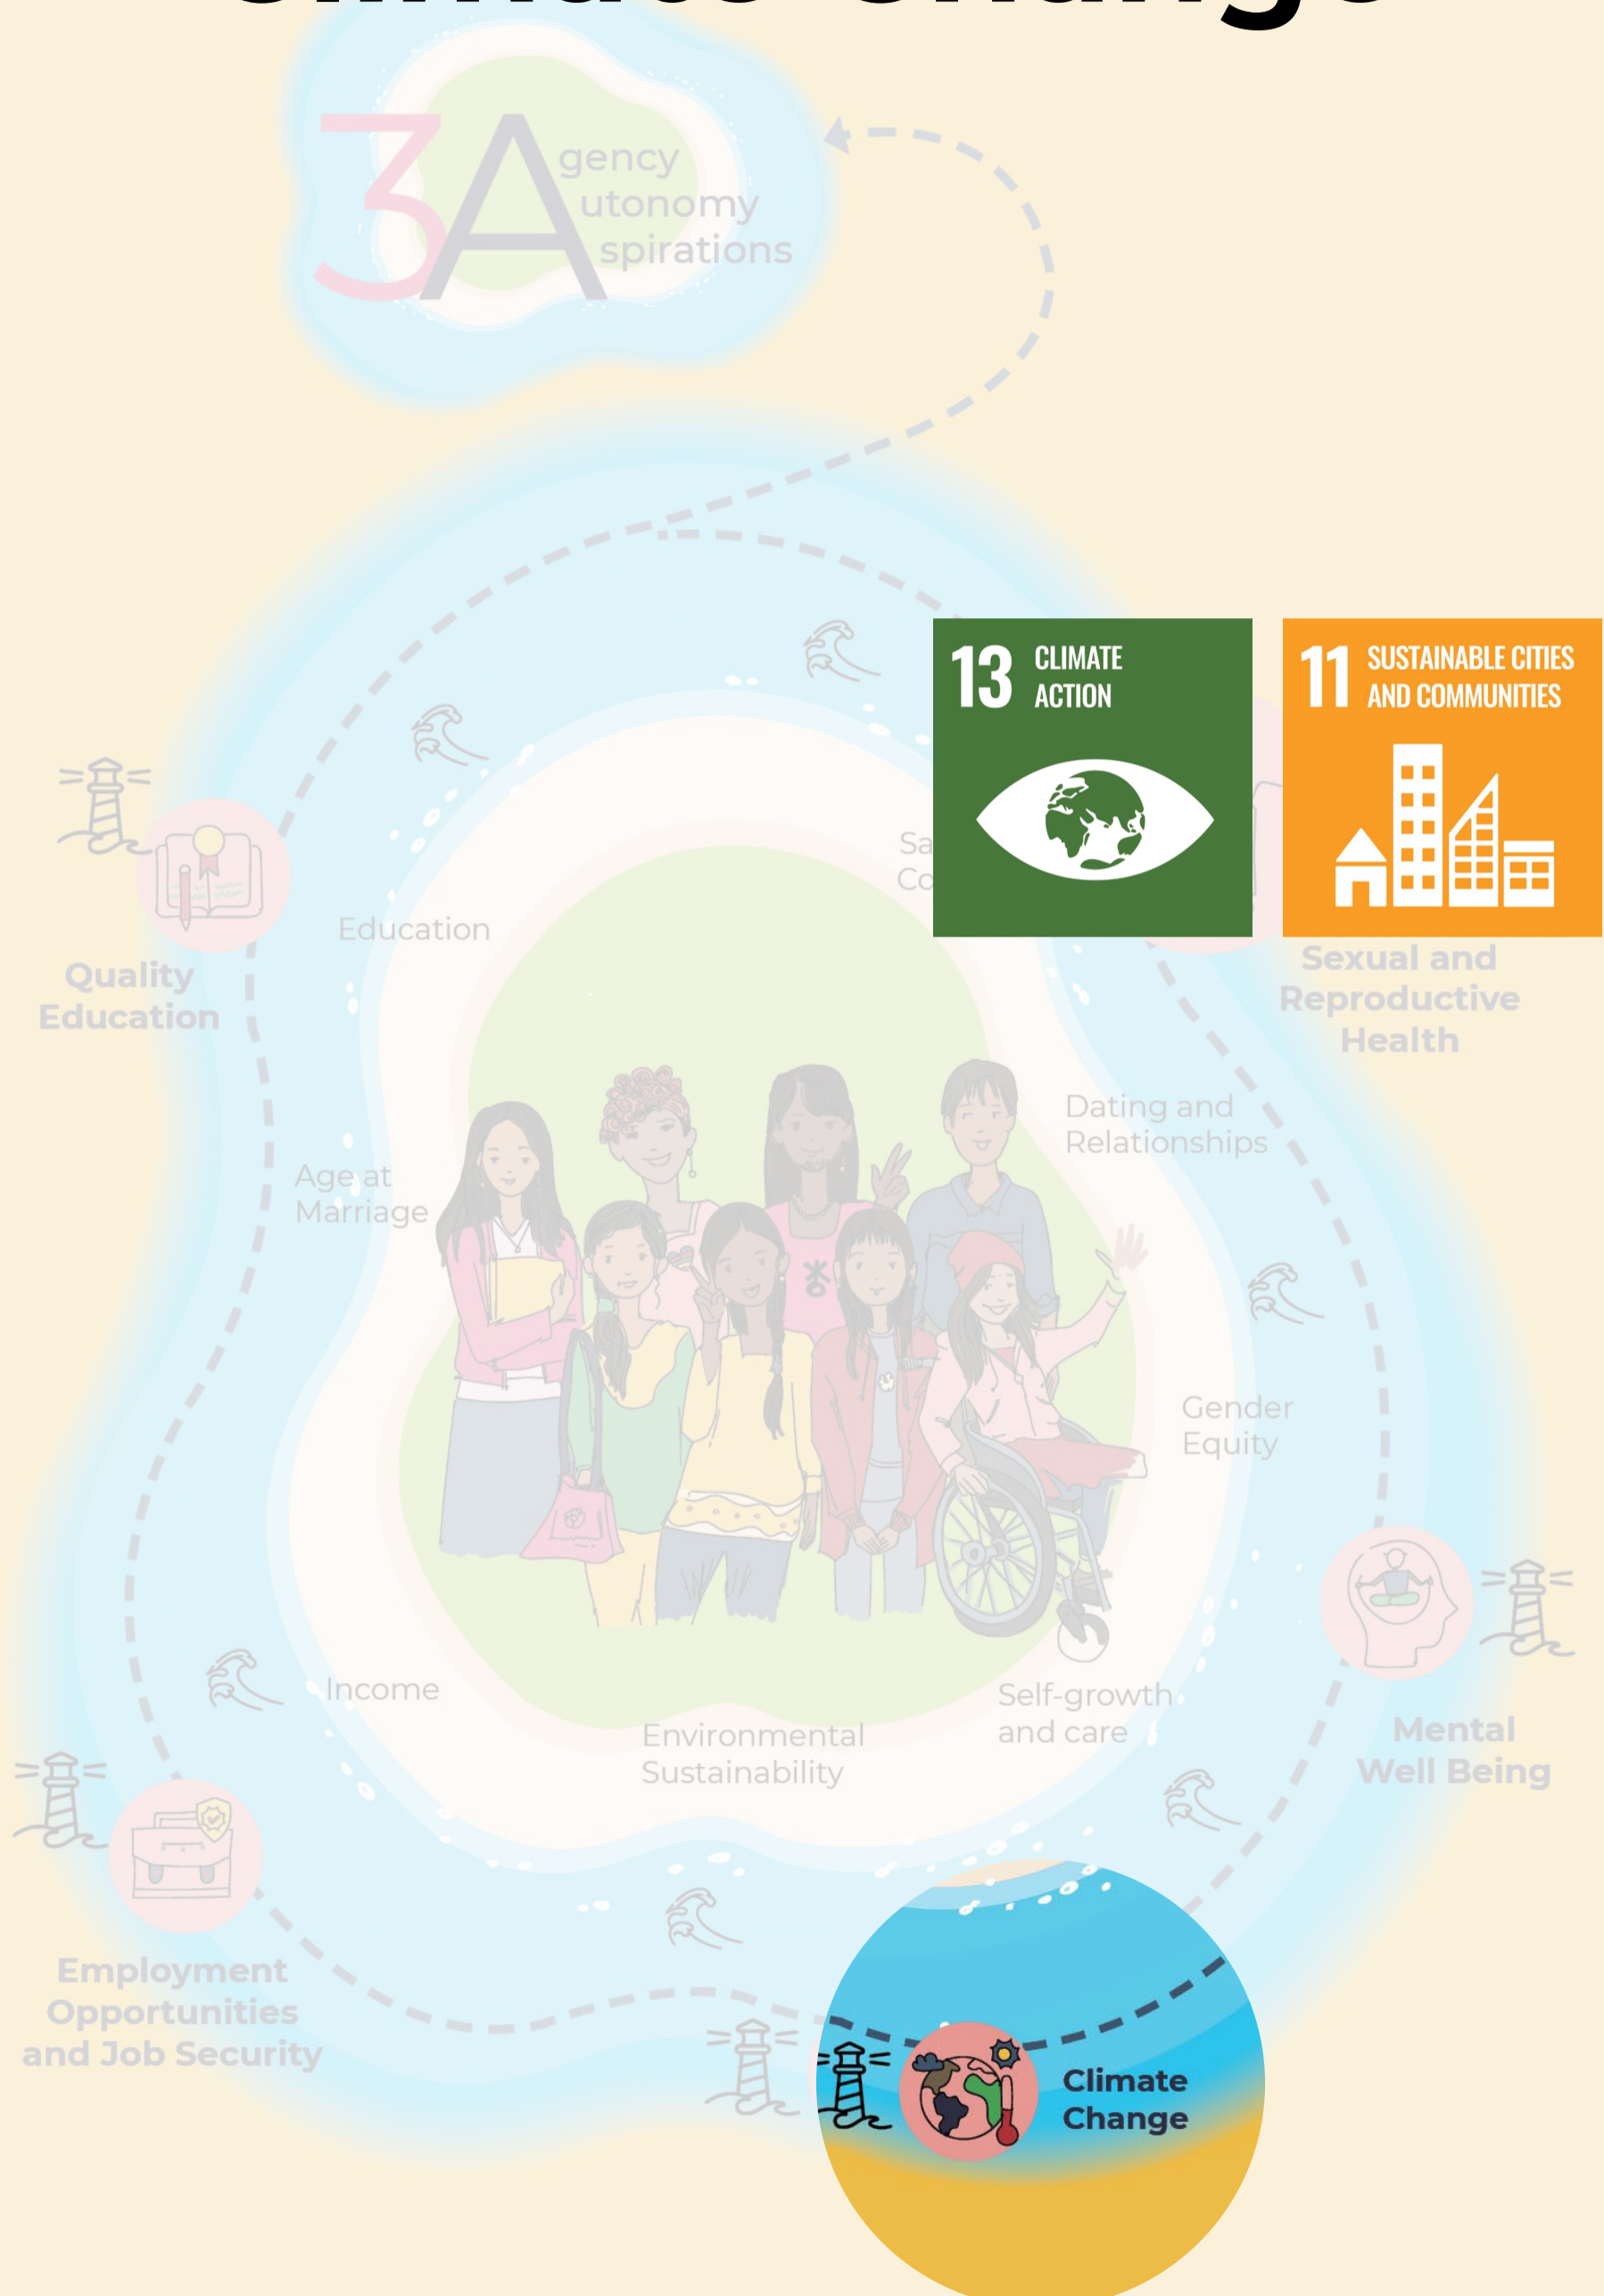 3A
gency
utonomy
spirations
13 CLIMATE
ACTION
11 SUSTAINABLE CITIES
AND COMMUNITIES
Education
Quality
Education
Sexual and
Reproductive
Health
Dating and
Relationships
Age at
Marriage
Gender
Equity
Income
Self-growth
and care
Environmental
Sustainability
Mental
Well Being
Employment
Opportunities
and Job Security
Climate
Change